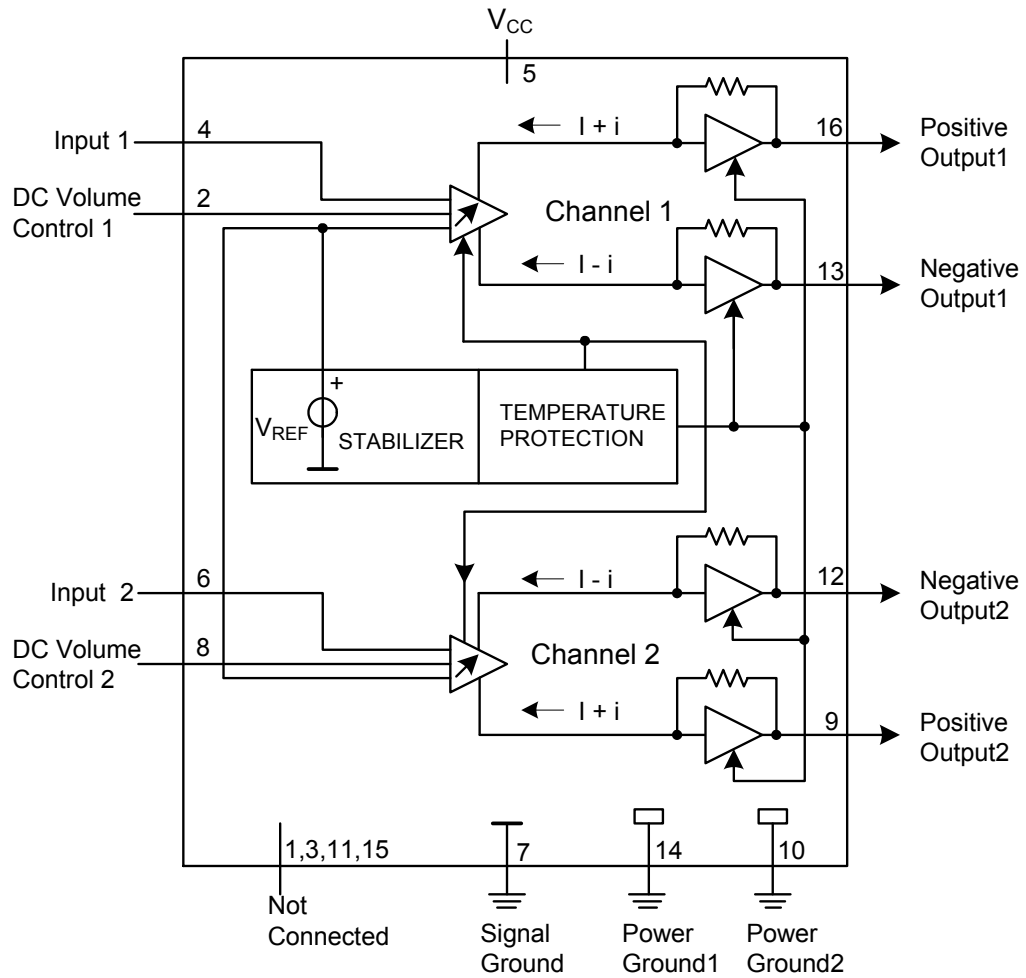 VCC
5
Input 1
4
I + i
16
Positive
Output1
DC Volume
Control 1
2
Channel 1
I - i
13
Negative
Output1
+
VREF
STABILIZER
TEMPERATURE
PROTECTION
Input 2
6
I - i
12
Negative
Output2
DC Volume
Control 2
8
Channel 2
I + i
9
Positive
Output2
1,3,11,15
7
14
10
Not
Connected
Signal
Ground
Power
Ground1
Power
Ground2